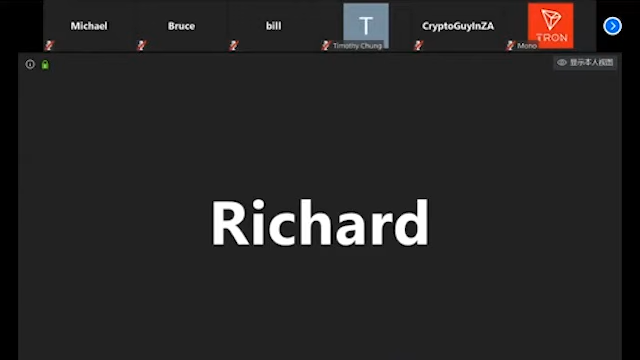 Michael
Bruce
bill
T
Timothy Chung
CryptoGuyInZA
TRON
Mono
显示本人视图
Richard